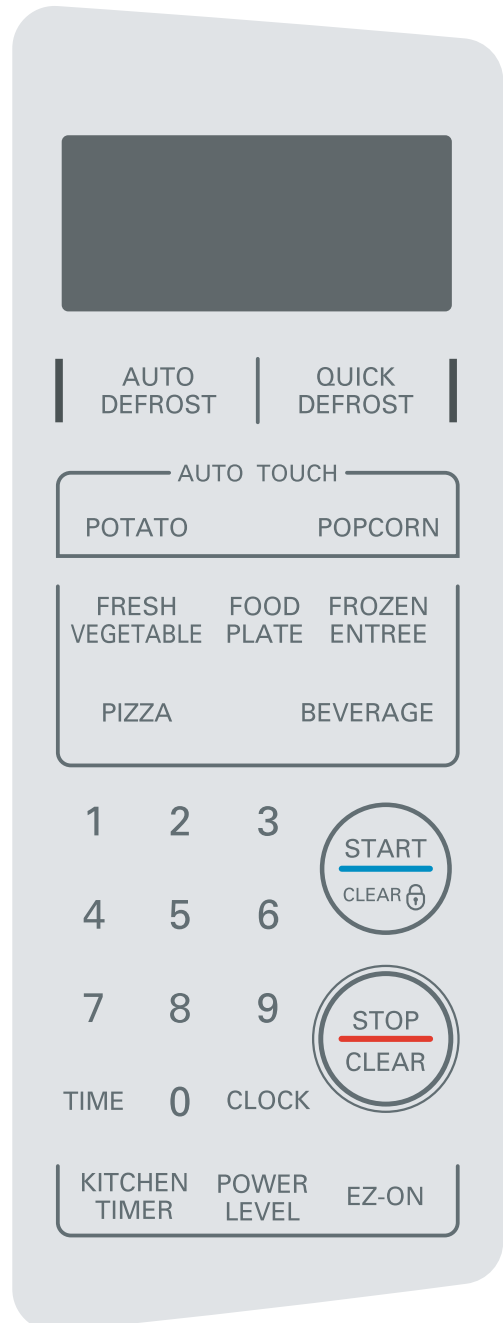 AUTO QUICK
DEFROST DEFROST
AUTO TOUCH
POTATO POPCORN
FRESH FOOD FROZEN
VEGETABLE PLATE ENTREE
PIZZA BEVERAGE
1 2 3
START
CLEAR
4 5 6
7 8 9
STOP
CLEAR
TIME 0 CLOCK
KITCHEN POWER EZ-ON
TIMER LEVEL